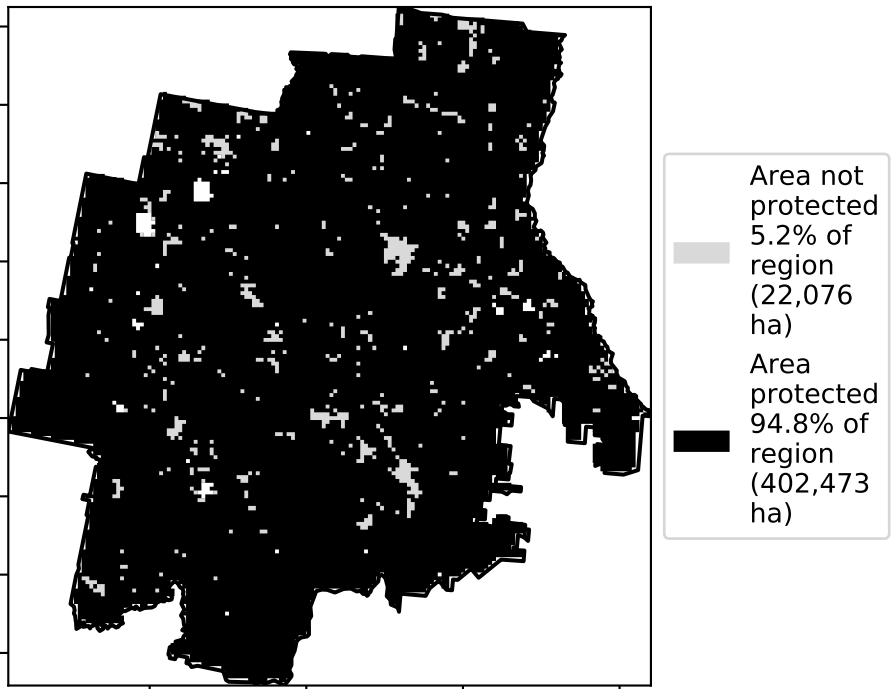 Area not
protected
5.2% of
region
(22,076
ha)
Area
protected
94.8% of
region
(402,473
ha)